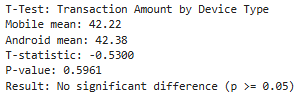 T-Test: Transaction Amount by Device Type
Mobile mean: 42.22
Android mean: 42.38
T-statistic: -0.5300
P-value: 0.5961
Result: No significant difference (p >= 0.05)